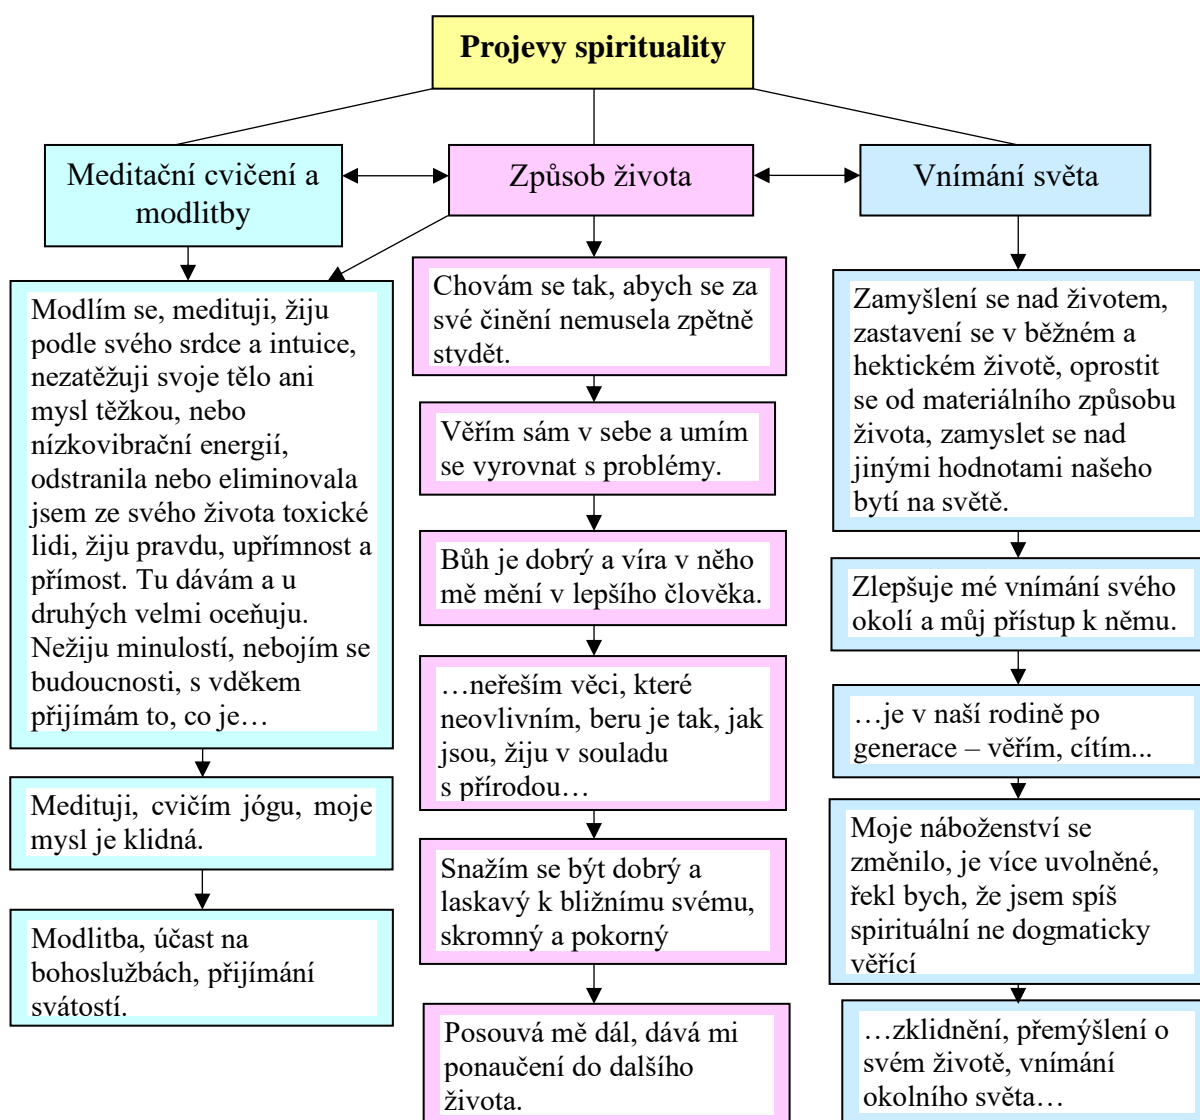 Projevy spirituality
Meditační cvičení a
modlitby
Způsob života
Vnímání světa
Modlím se, medituji, žiju
podle svého srdce a intuice,
nezatěžuji svoje tělo ani
mysl těžkou, nebo
nízkovibrační energií,
odstranila nebo eliminovala
jsem ze svého života toxické
lidi, žiju pravdu, upřímnost a
přímost. Tu dávám a u
druhých velmi oceňuju.
Nežiju minulostí, nebojím se
budoucnosti, s vděkem
přijímám to, co je…
Medituji, cvičím jógu, moje
mysl je klidná.
Modlitba, účast na
bohoslužbách, přijímání
svátostí.
Chovám se tak, abych se za
své činění nemusela zpětně
stydět.
Věřím sám v sebe a umím
se vyrovnat s problémy.
Bůh je dobrý a víra v něho
mě mění v lepšího člověka.
…neřeším věci, které
neovlivním, beru je tak, jak
jsou, žiju v souladu
s přírodou…
Snažím se být dobrý a
laskavý k bližnímu svému,
skromný a pokorný
Posouvá mě dál, dává mi
ponaučení do dalšího
života.
Zamyšlení se nad životem,
zastavení se v běžném a
hektickém životě, oprostit
se od materiálního způsobu
života, zamyslet se nad
jinými hodnotami našeho
bytí na světě.
Zlepšuje mé vnímání svého
okolí a můj přístup k němu.
…je v naší rodině po
generace – věřím, cítím...
Moje náboženství se
změnilo, je více uvolněné,
řekl bych, že jsem spíš
spirituální ne dogmaticky
věřící
…zklidnění, přemýšlení o
svém životě, vnímání
okolního světa…